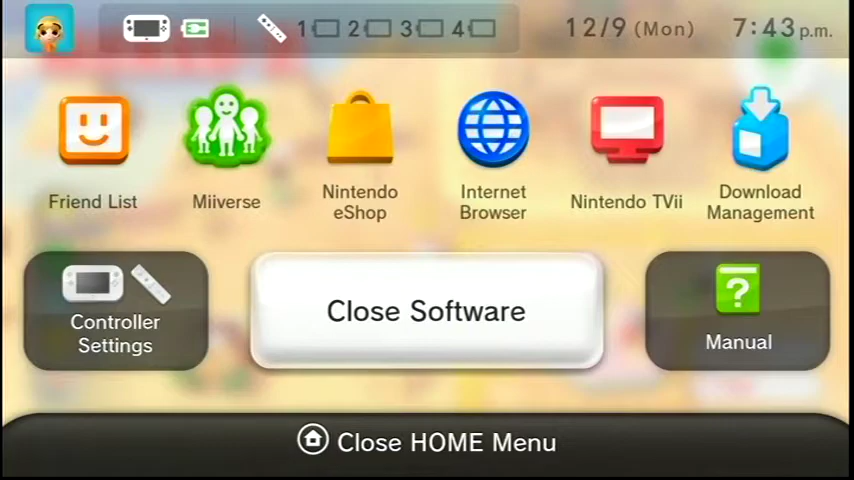 1 2 3 4 12/9 (Mon) 7:43 p.m.
Friend List
Miiverse
Nintendo
eShop
Internet
Browser
Nintendo TVii
Download
Management
Controller
Settings
Close Software
?
Manual
Close HOME Menu